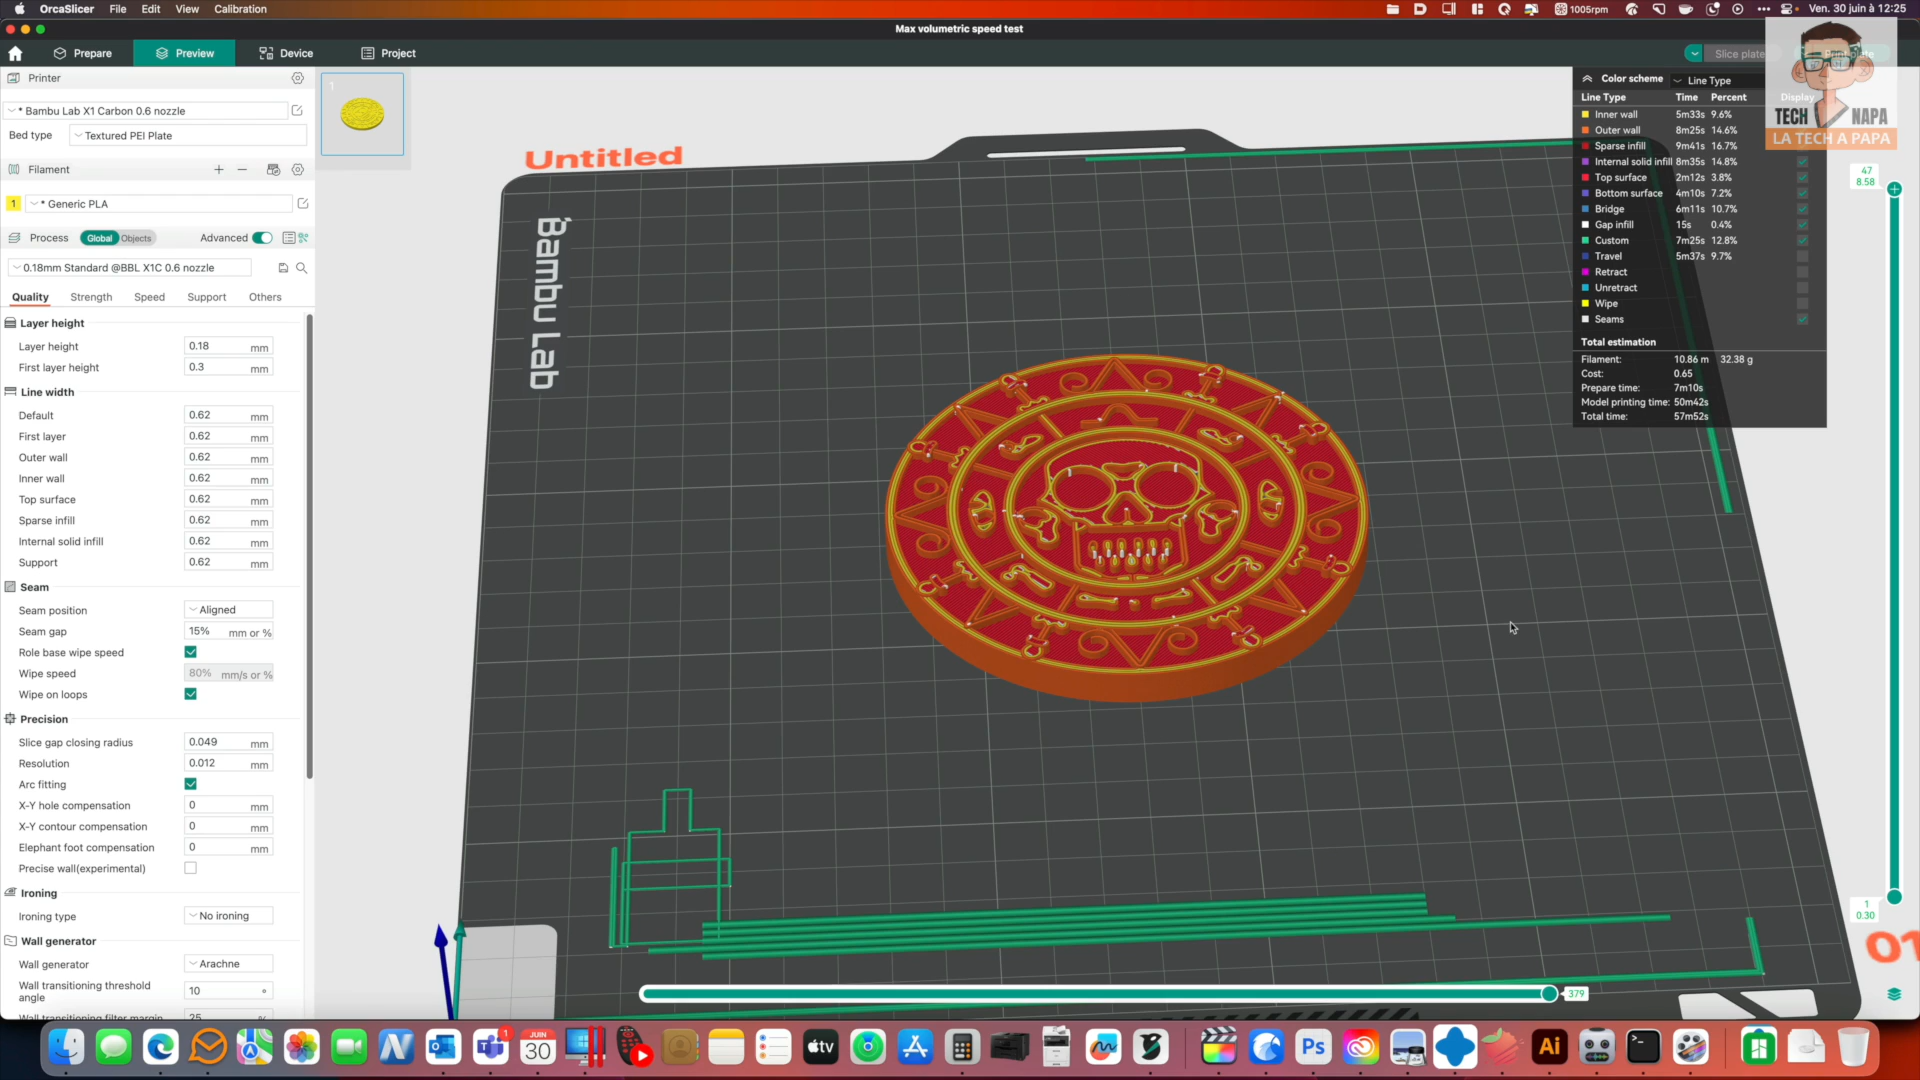 OrcaSlicer File Edit View Calibration
1005rpm Ven. 30 juin à 12:25
Max volumetric speed test
Prepare Preview Device Project
Slice plate
TECH NAPA
LA TECH A PAPA
Printer
* Bambu Lab X1 Carbon 0.6 nozzle
Bed type Textured PEI Plate
Filament
1 * Generic PLA
Process Global Objects Advanced
0.18mm Standard @BBL X1C 0.6 nozzle
Quality Strength Speed Support Others
Layer height
Layer height 0.18 mm
First layer height 0.3 mm
Line width
Default 0.62 mm
First layer 0.62 mm
Outer wall 0.62 mm
Inner wall 0.62 mm
Top surface 0.62 mm
Sparse infill 0.62 mm
Internal solid infill 0.62 mm
Support 0.62 mm
Seam
Seam position Aligned
Seam gap 15% mm or %
Role base wipe speed
Wipe speed 80% mm/s or %
Wipe on loops
Precision
Slice gap closing radius 0.049 mm
Resolution 0.012 mm
Arc fitting
X-Y hole compensation 0 mm
X-Y contour compensation 0 mm
Elephant foot compensation 0 mm
Precise wall(experimental)
Ironing
Ironing type No ironing
Wall generator
Wall generator Arachne
Wall transitioning threshold
angle 10 °
Wall transitioning filter margin 25 %
1
Untitled
Bambu Lab
Color scheme Line Type
Line Type Time Percent Display
Inner wall 5m33s 9.6%
Outer wall 8m25s 14.6%
Sparse infill 9m41s 16.7%
Internal solid infill 8m35s 14.8%
Top surface 2m12s 3.8%
Bottom surface 4m10s 7.2%
Bridge 6m11s 10.7%
Gap infill 15s 0.4%
Custom 7m25s 12.8%
Travel 5m37s 9.7%
Retract
Unretract
Wipe
Seams
Total estimation
Filament: 10.86 m 32.38 g
Cost: 0.65
Prepare time: 7m10s
Model printing time: 50m42s
Total time: 57m52s
47
8.58
1
0.30
01
379
1
JUIN
30
tv
Ps
Ai